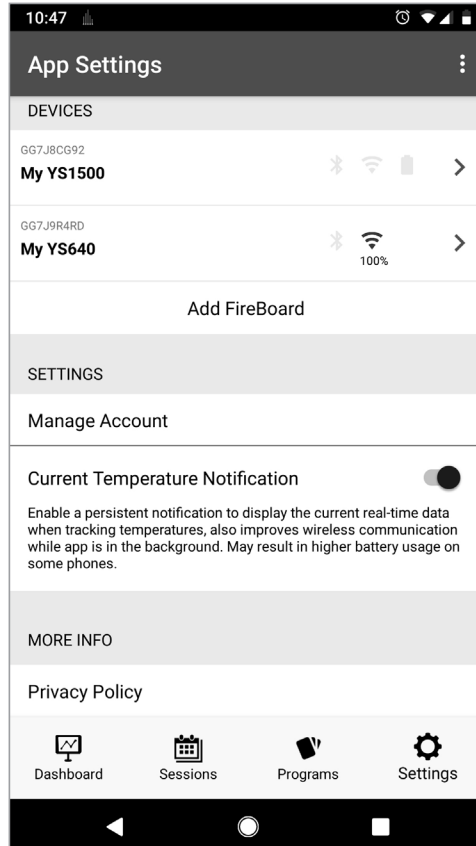 10:47
App Settings
DEVICES
GG7J8CG92
My YS1500
GG7J9R4RD
My YS640
100%
Add FireBoard
SETTINGS
Manage Account
Current Temperature Notification
Enable a persistent notification to display the current real-time data
when tracking temperatures, also improves wireless communication
while app is in the background. May result in higher battery usage on
some phones.
MORE INFO
Privacy Policy
Dashboard
Sessions
Programs
Settings